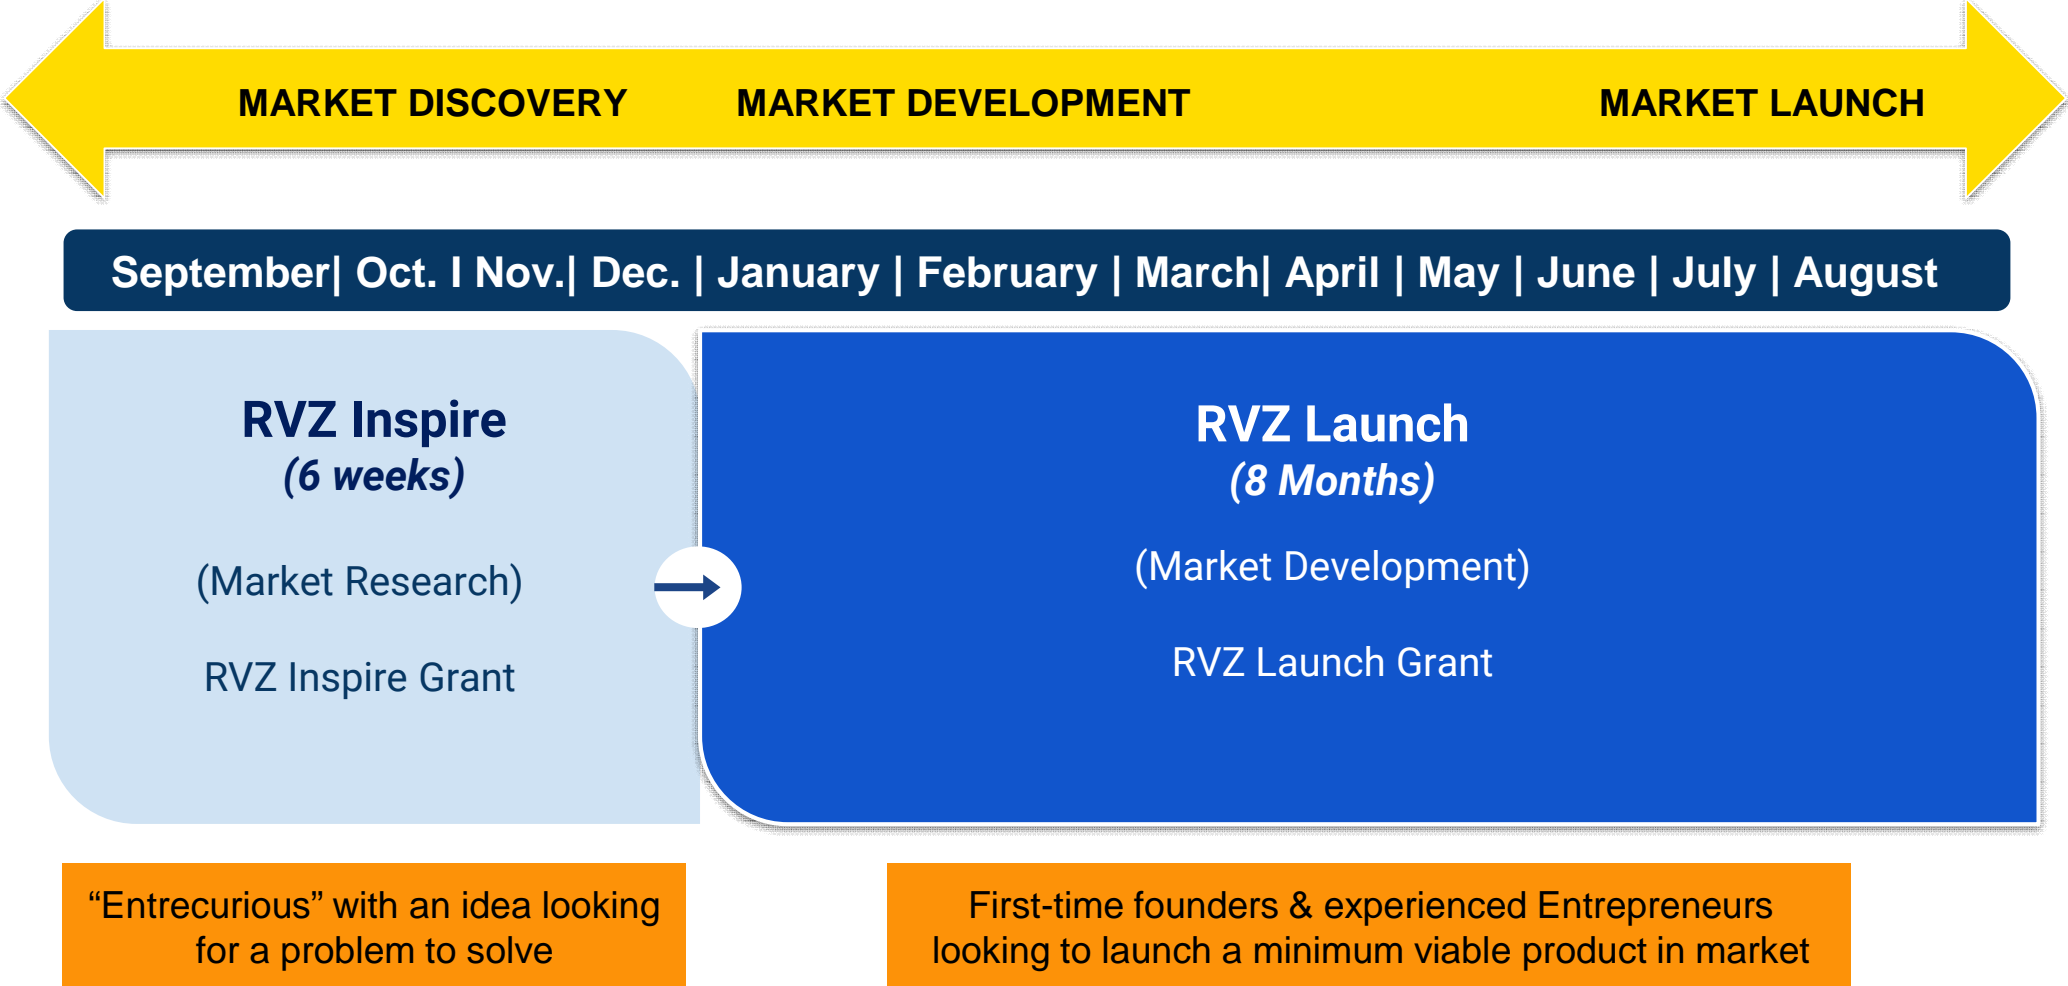 MARKET DISCOVERY MARKET DEVELOPMENT MARKET LAUNCH
September| Oct. I Nov.| Dec. | January | February | March| April | May | June | July | August
RVZ Inspire
(6 weeks)
(Market Research)
RVZ Inspire Grant
RVZ Launch
(8 Months)
(Market Development)
RVZ Launch Grant
“Entrecurious” with an idea looking
for a problem to solve
First-time founders & experienced Entrepreneurs
looking to launch a minimum viable product in market